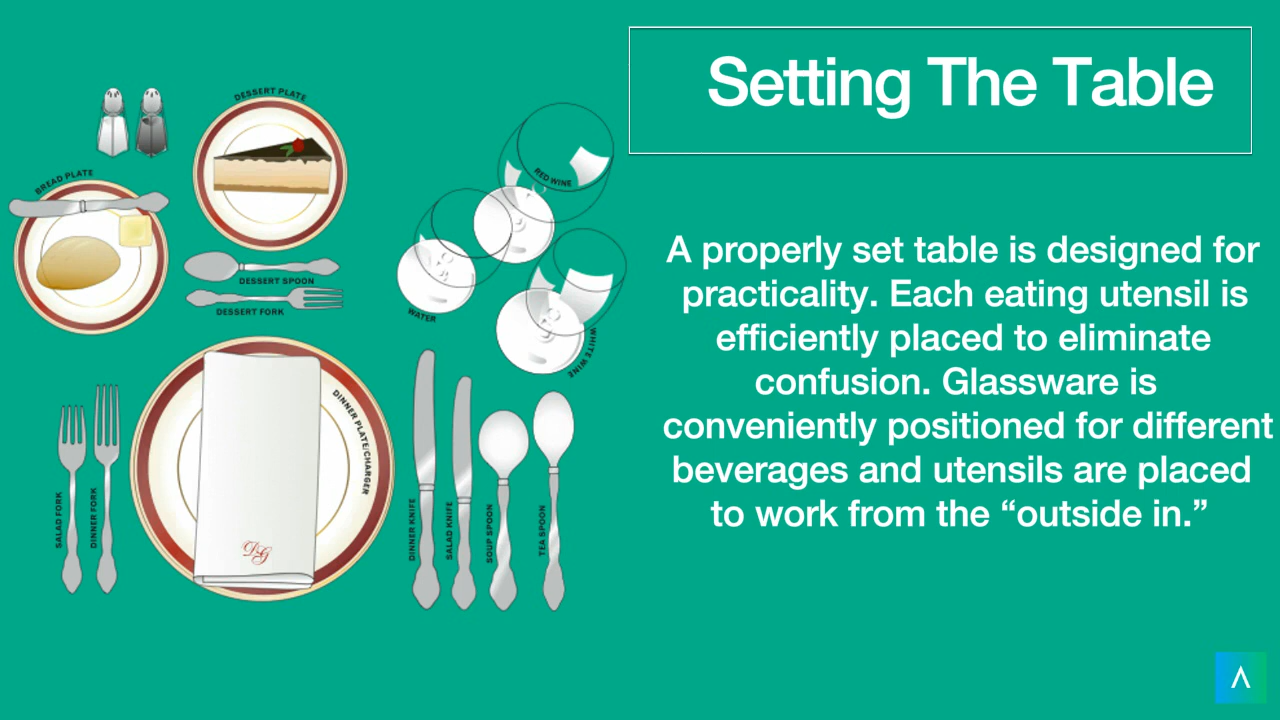 Setting The Table
DESSERT PLATE
BREAD PLATE
RED WINE
DESSERT SPOON
DESSERT FORK
WATER
WHITE WINE
DINNER PLATE/CHARGER
SALAD FORK
DINNER FORK
DG
DINNER KNIFE
SALAD KNIFE
SOUP SPOON
TEA SPOON
A properly set table is designed for
practicality. Each eating utensil is
efficiently placed to eliminate
confusion. Glassware is
conveniently positioned for different
beverages and utensils are placed
to work from the “outside in.”